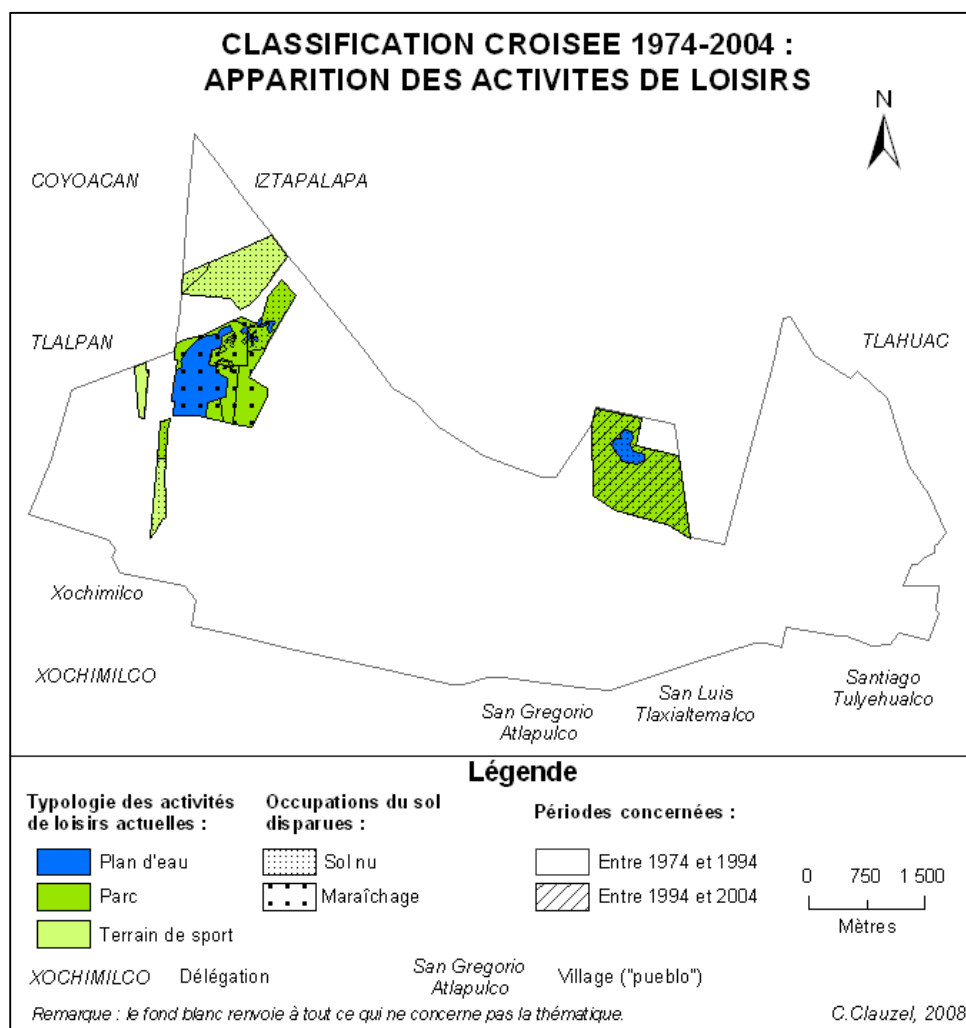 CLASSIFICATION CROISEE 1974-2004 :
APPARITION DES ACTIVITES DE LOISIRS
N
COYOACAN
IZTAPALAPA
TLALPAN
TLAHUAC
Xochimilco
XOCHIMILCO
San Gregorio
Atlapulco
San Luis
Tlaxialtemalco
Santiago
Tulyehualco
Légende
Typologie des activités
de loisirs actuelles :
Plan d'eau
Parc
Terrain de sport
Occupations du sol
disparues :
Sol nu
Maraîchage
Périodes concernées :
Entre 1974 et 1994
Entre 1994 et 2004
0 750 1 500
Mètres
XOCHIMILCO Délégation
San Gregorio
Atlapulco
Village ("pueblo")
Remarque : le fond blanc renvoie à tout ce qui ne concerne pas la thématique.
C.Clauzel, 2008